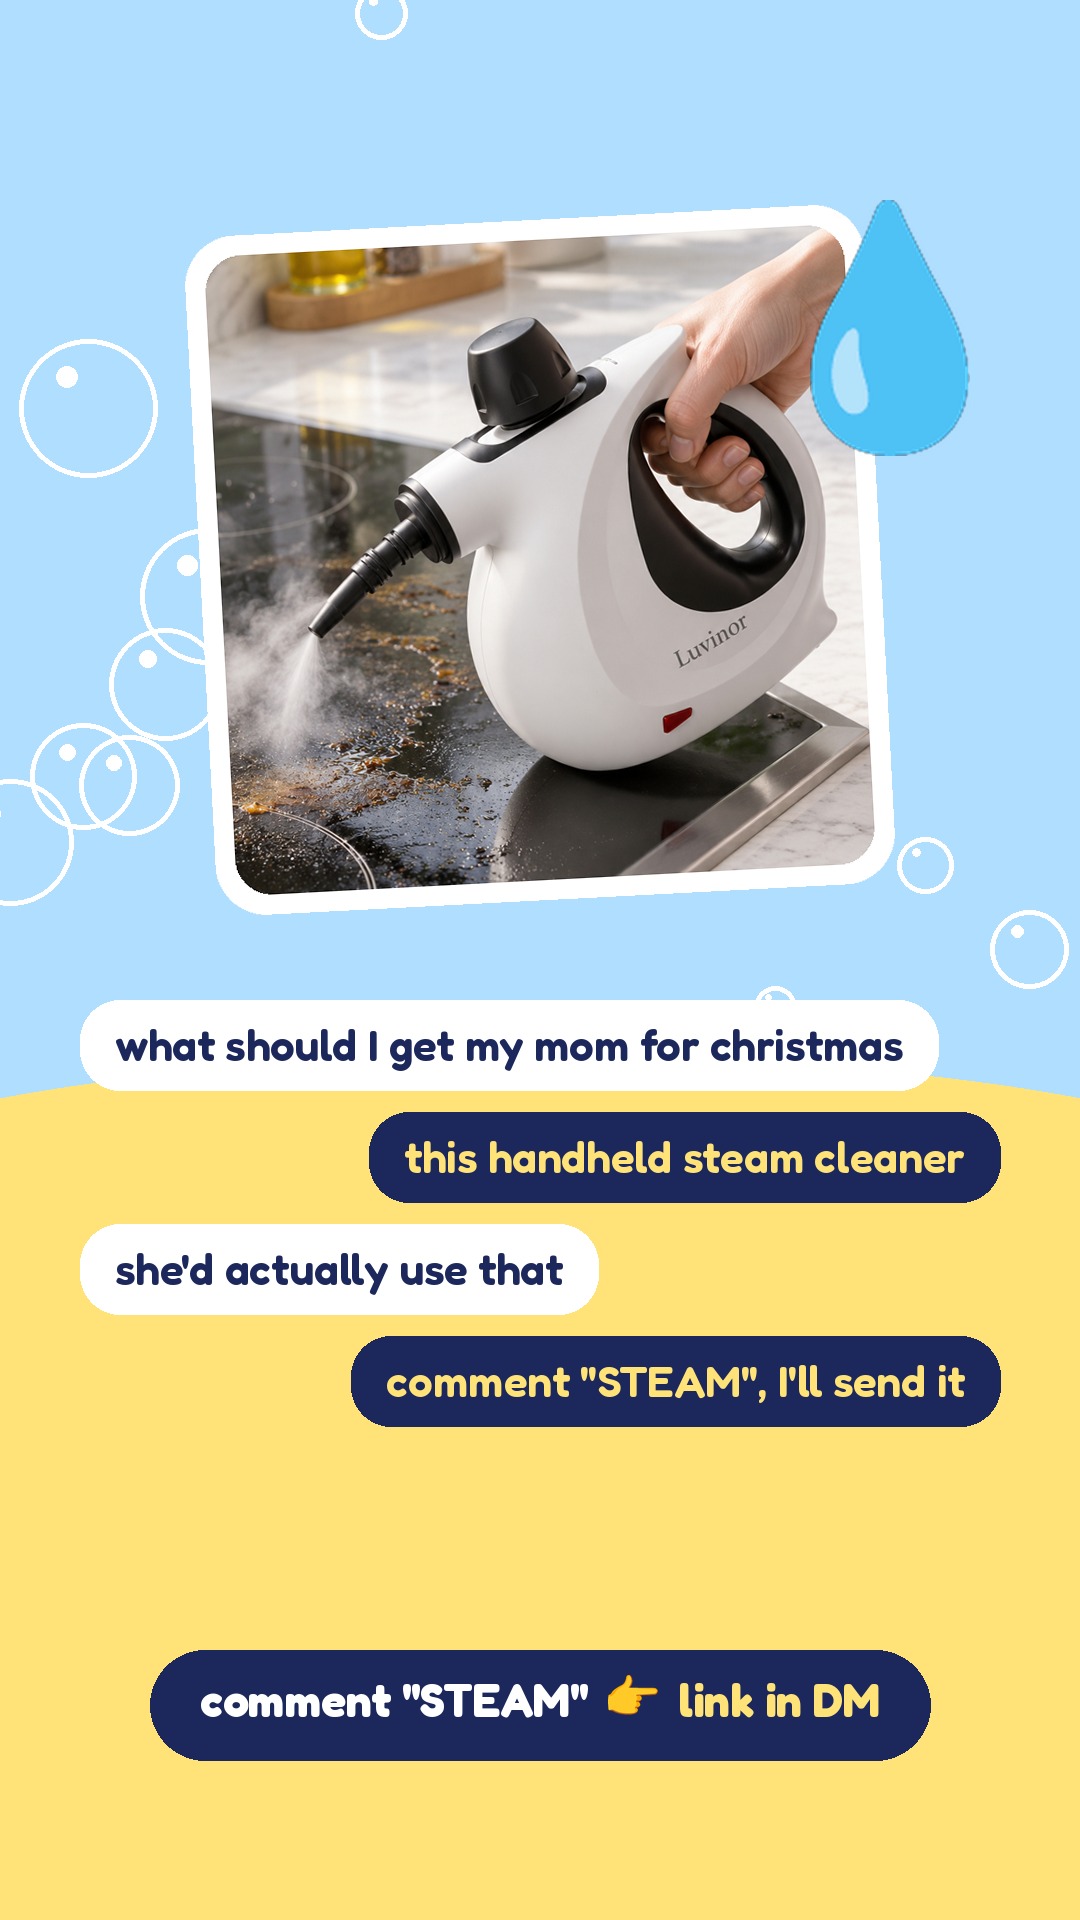 Luvinor
what should I get my mom for christmas
this handheld steam cleaner
she'd actually use that
comment "STEAM", I'll send it
comment "STEAM" 👉 link in DM